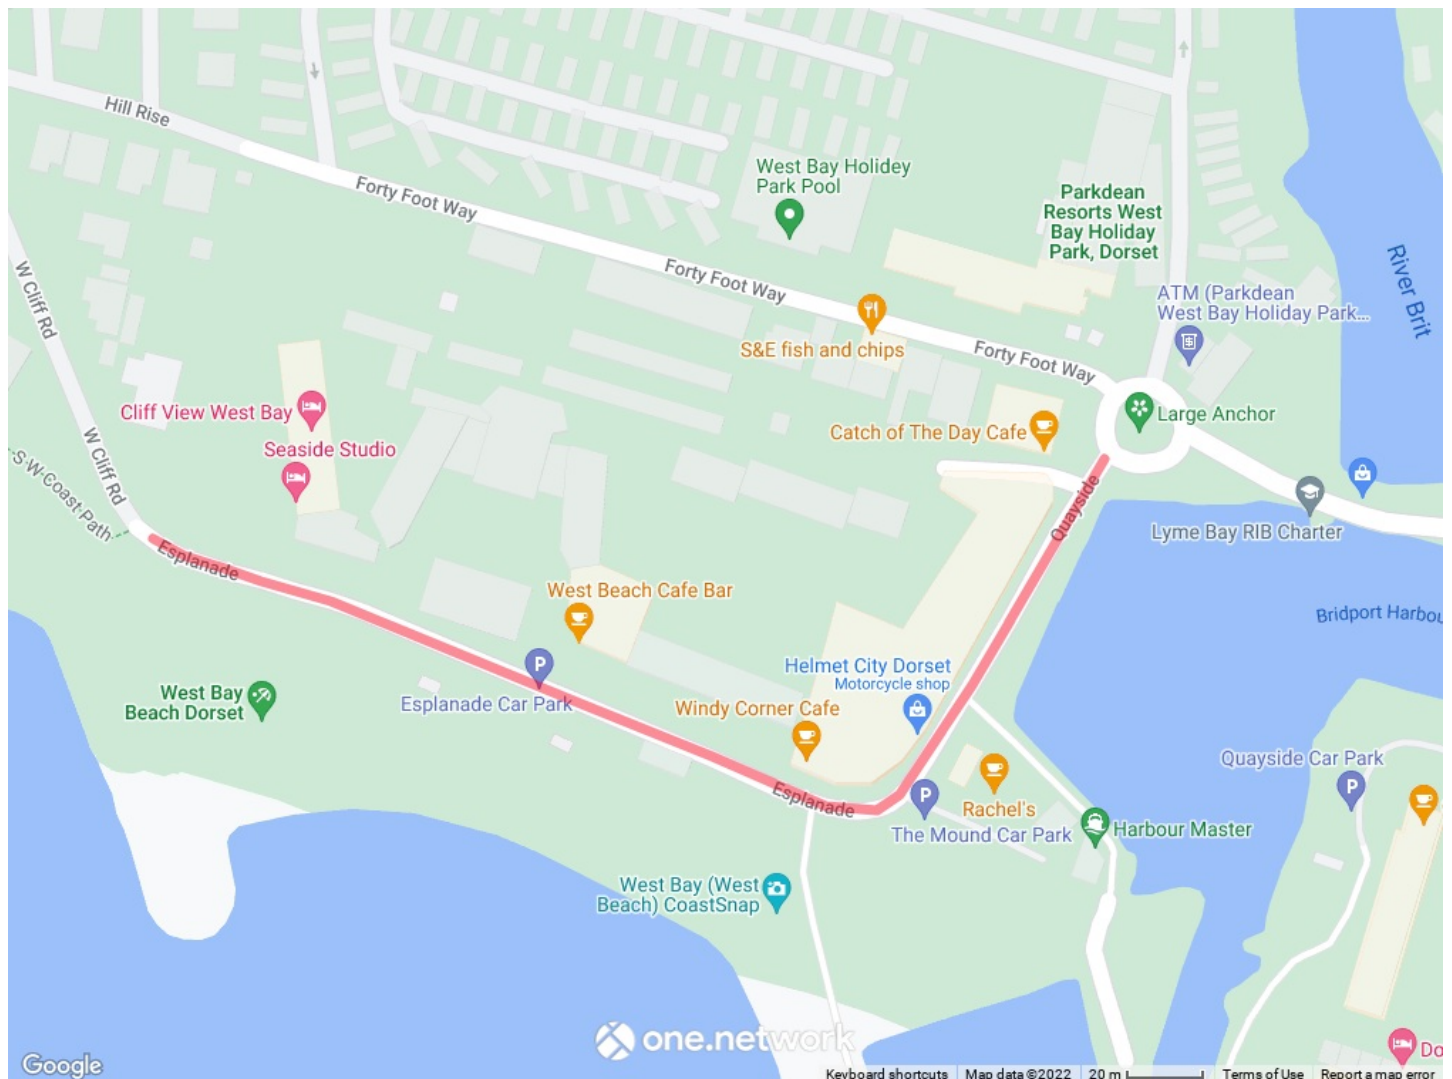 Hill Rise
Forty Foot Way
West Bay Holidey
Park Pool
Parkdean
Resorts West
Bay Holiday
Park, Dorset
River Brit
W Cliff Rd
Forty Foot Way
ATM (Parkdean
West Bay Holiday Park...
S&E fish and chips
Forty Foot Way
Cliff View West Bay
Large Anchor
Catch of The Day Cafe
Seaside Studio
W Cliff Rd
S W Coast Path
Quayside
Lyme Bay RIB Charter
Esplanade
West Beach Cafe Bar
Bridport Harbou
Helmet City Dorset
Motorcycle shop
West Bay
Beach Dorset
Esplanade Car Park
Windy Corner Cafe
Quayside Car Park
Esplanade
Rachel's
The Mound Car Park
Harbour Master
West Bay (West
Beach) CoastSnap
one.network
Do
Google
Keyboard shortcuts
Map data ©2022
20 m
Terms of Use
Report a map error